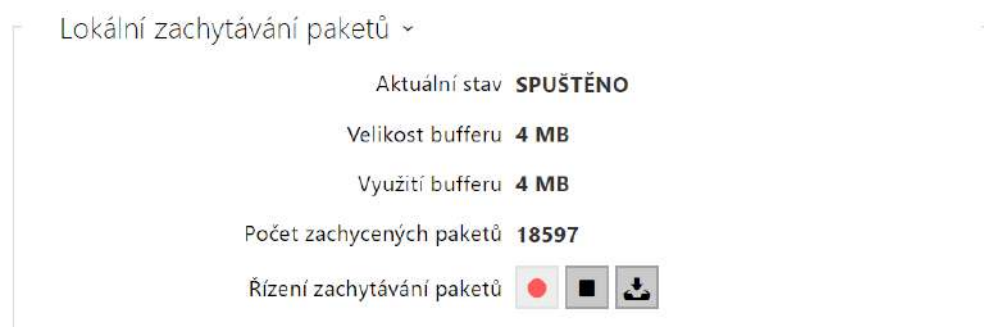 Lokální zachytávání paketů
Aktuální stav SPUŠTĚNO
Velikost bufferu 4 MB
Využití bufferu 4 MB
Počet zachycených paketů 18597
Řízení zachytávání paketů